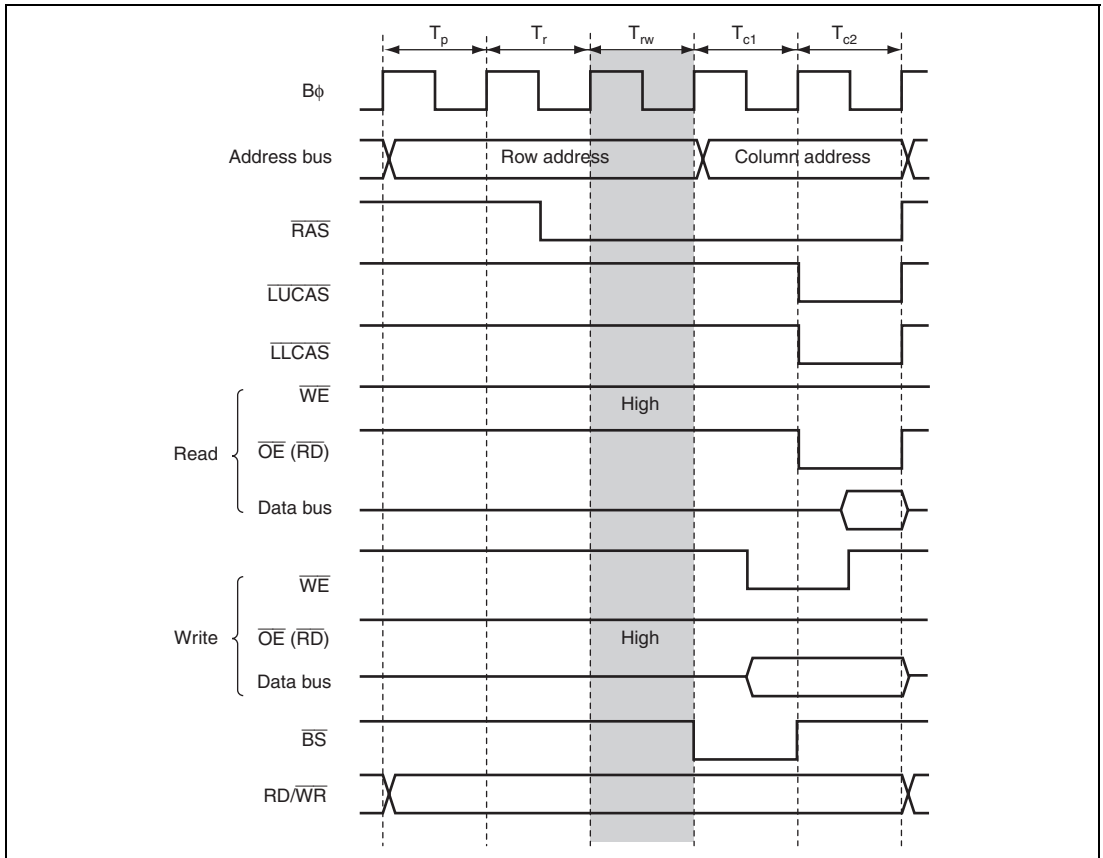 Tp Tr Trw Tc1 Tc2
Bφ
Address bus Row address Column address
RAS
LUCAS
LLCAS
WE
High
Read OE (RD)
Data bus
WE
Write OE (RD) High
Data bus
BS
RD/WR